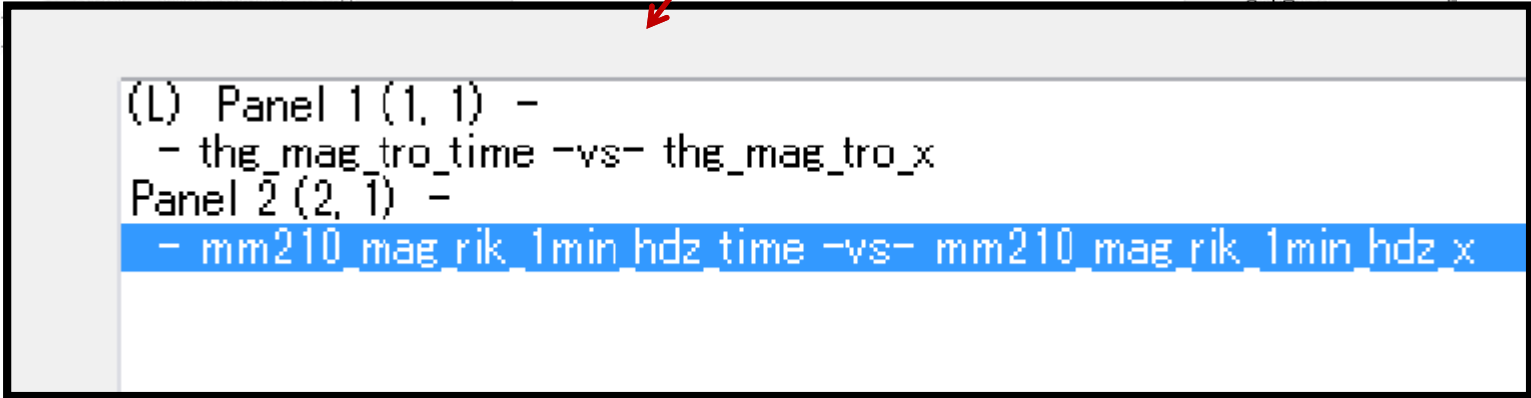 (L) Panel 1 (1, 1) -
- thg_mag_tro_time -vs- thg_mag_tro_x
Panel 2 (2, 1) -
- mm210_mag_rik_1min_hdz_time -vs- mm210_mag_rik_1min_hdz_x